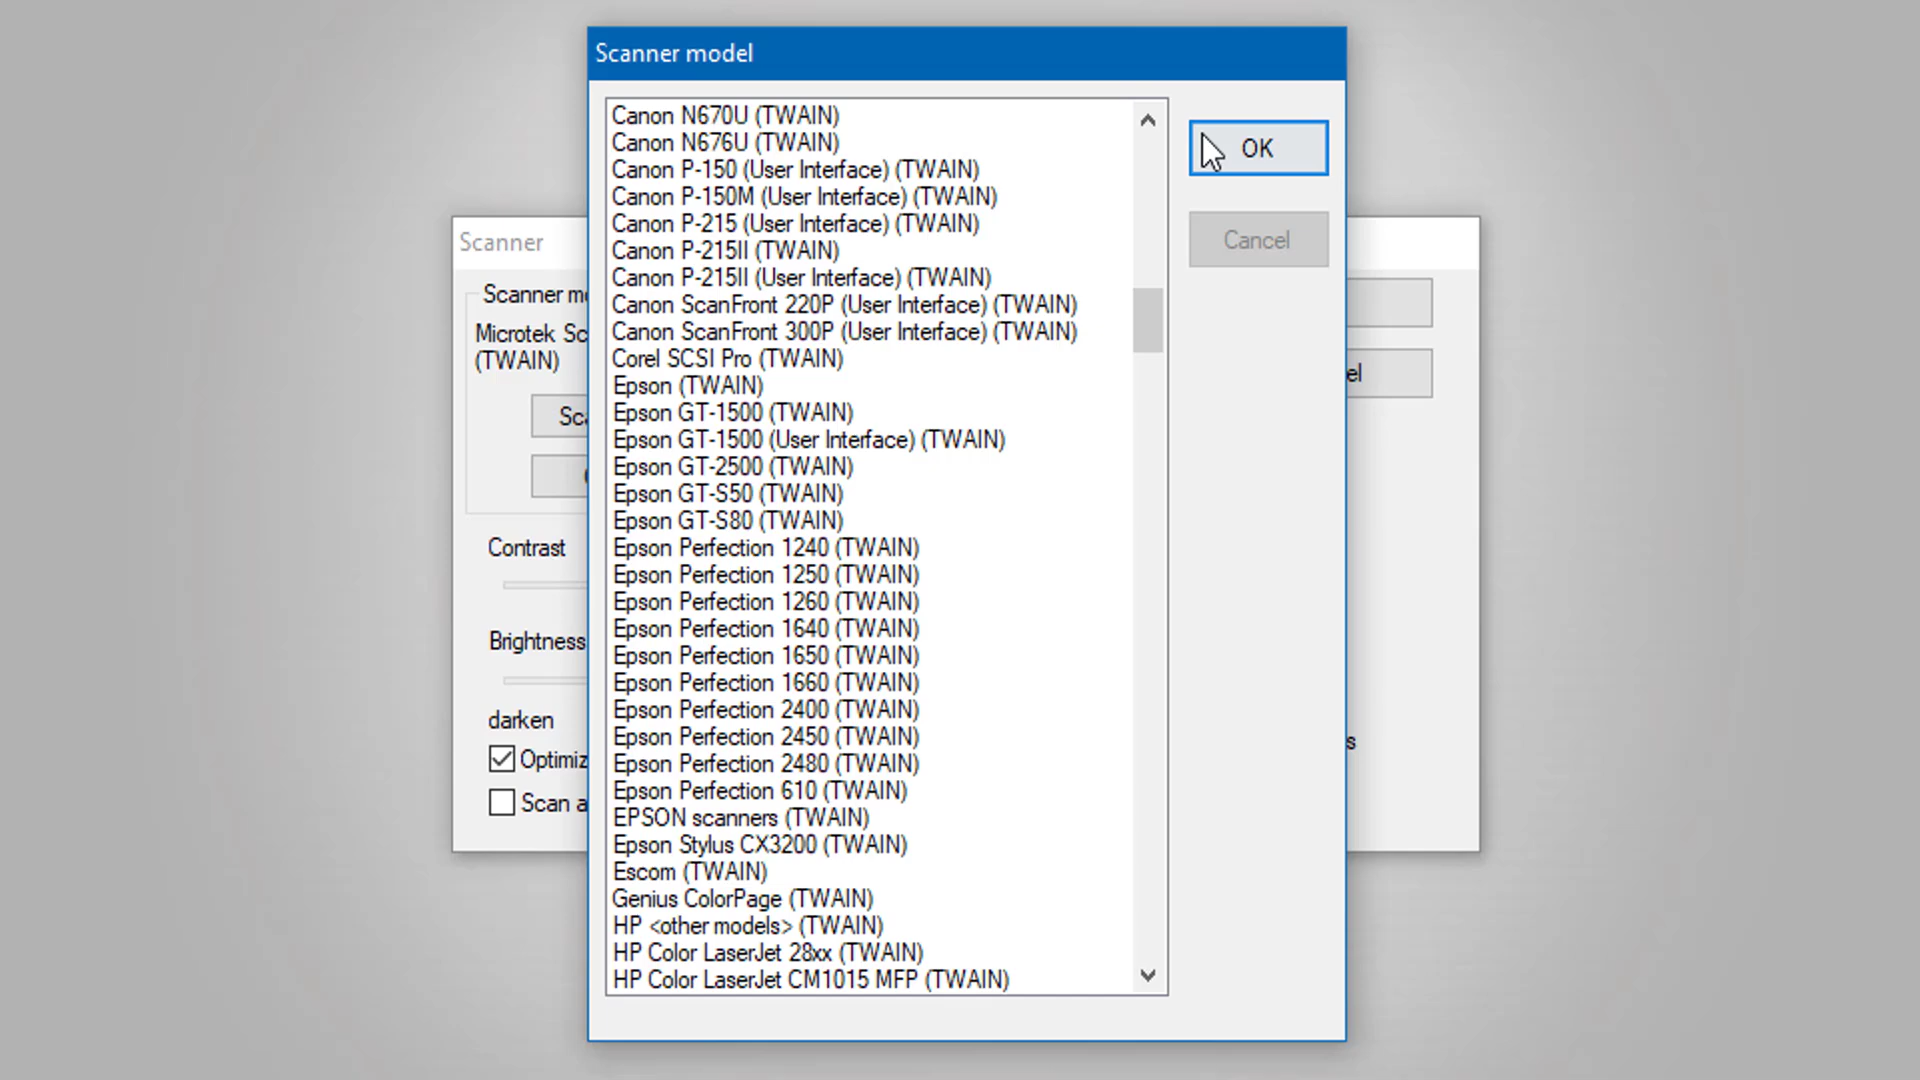 Scanner model
Canon N670U (TWAIN)
Canon N676U (TWAIN)
Canon P-150 (User Interface) (TWAIN)
Canon P-150M (User Interface) (TWAIN)
Canon P-215 (User Interface) (TWAIN)
Canon P-215II (TWAIN)
Canon P-215II (User Interface) (TWAIN)
Canon ScanFront 220P (User Interface) (TWAIN)
Canon ScanFront 300P (User Interface) (TWAIN)
Corel SCSI Pro (TWAIN)
Epson (TWAIN)
Epson GT-1500 (TWAIN)
Epson GT-1500 (User Interface) (TWAIN)
Epson GT-2500 (TWAIN)
Epson GT-S50 (TWAIN)
Epson GT-S80 (TWAIN)
Epson Perfection 1240 (TWAIN)
Epson Perfection 1250 (TWAIN)
Epson Perfection 1260 (TWAIN)
Epson Perfection 1640 (TWAIN)
Epson Perfection 1650 (TWAIN)
Epson Perfection 1660 (TWAIN)
Epson Perfection 2400 (TWAIN)
Epson Perfection 2450 (TWAIN)
Epson Perfection 2480 (TWAIN)
Epson Perfection 610 (TWAIN)
EPSON scanners (TWAIN)
Epson Stylus CX3200 (TWAIN)
Escom (TWAIN)
Genius ColorPage (TWAIN)
HP <other models> (TWAIN)
HP Color LaserJet 28xx (TWAIN)
HP Color LaserJet CM1015 MFP (TWAIN)
OK
Cancel
Scanner
Scanner
Microtek
(TWAIN)
Contrast
Brightness
darken
Scan